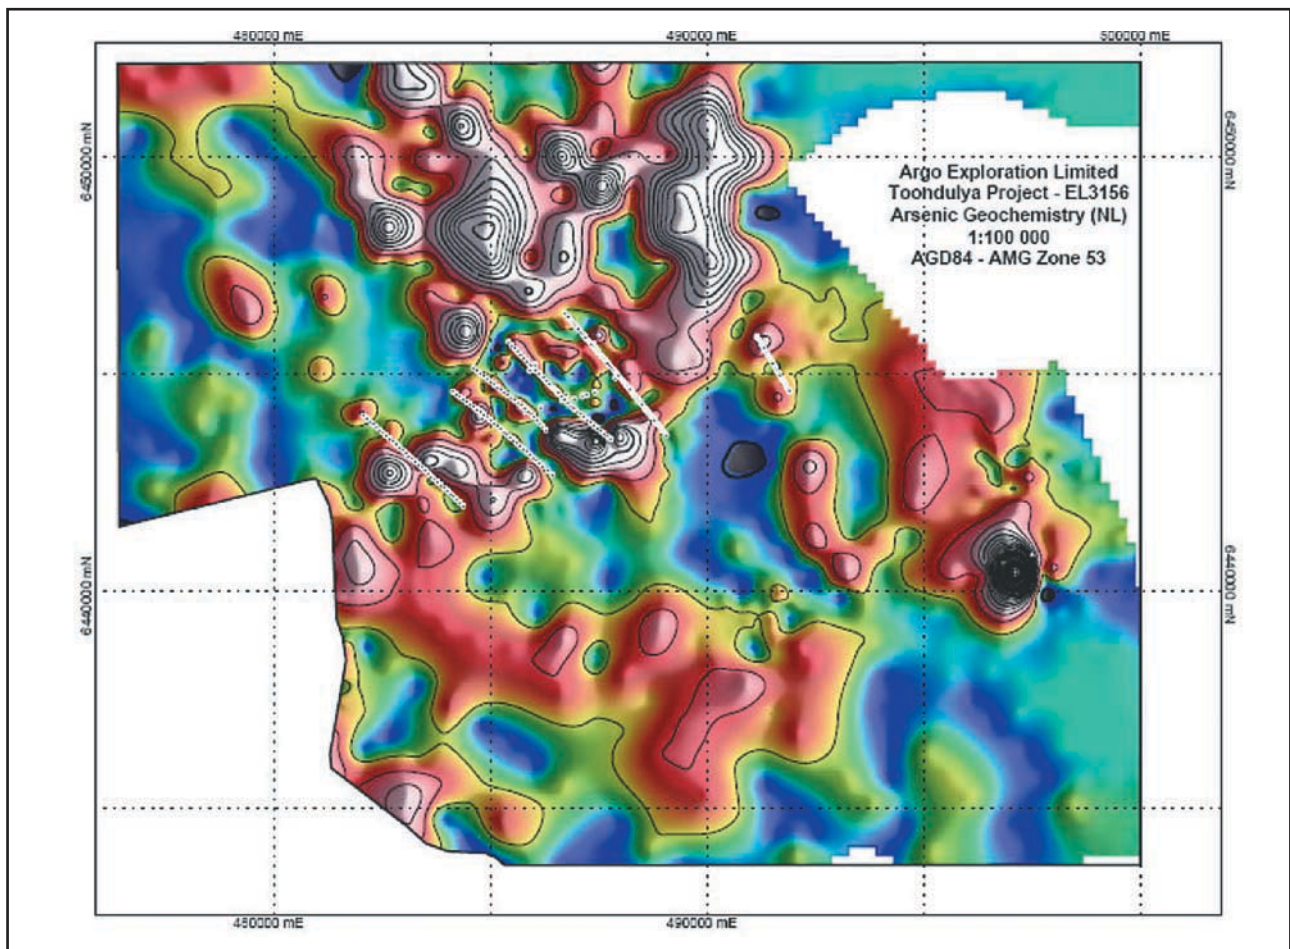 480000 mE
490000 mE
500000 mE
6450000 mN
6450000 mN
Argo Exploration Limited
Toondulya Project - EL3156
Arsenic Geochemistry (NL)
1:100 000
AGD84 - AMG Zone 53
6440000 mN
6440000 mN
480000 mE
490000 mE